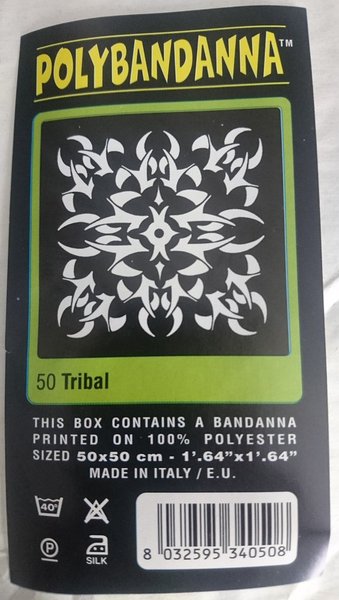 POLYBANDANNA™
50 Tribal
THIS BOX CONTAINS A BANDANNA
PRINTED ON 100% POLYESTER
SIZED 50x50 cm - 1'.64"x1'.64"
MADE IN ITALY / E.U.
40°
P
SILK
8 032595 340508